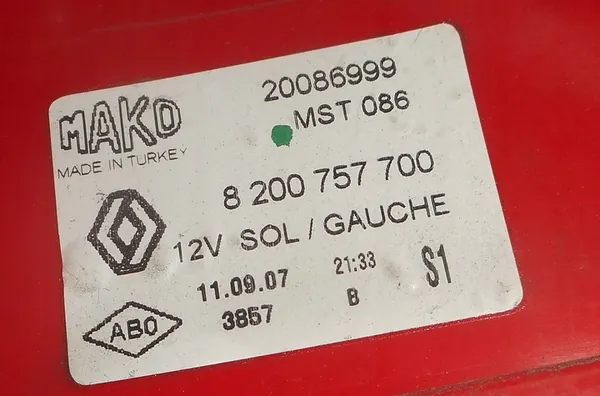 MAKO
MADE IN TURKEY
20086999
MST 086
8 200 757 700
12V SOL / GAUCHE
11.09.07 21:33 S1
3857 B
ABO